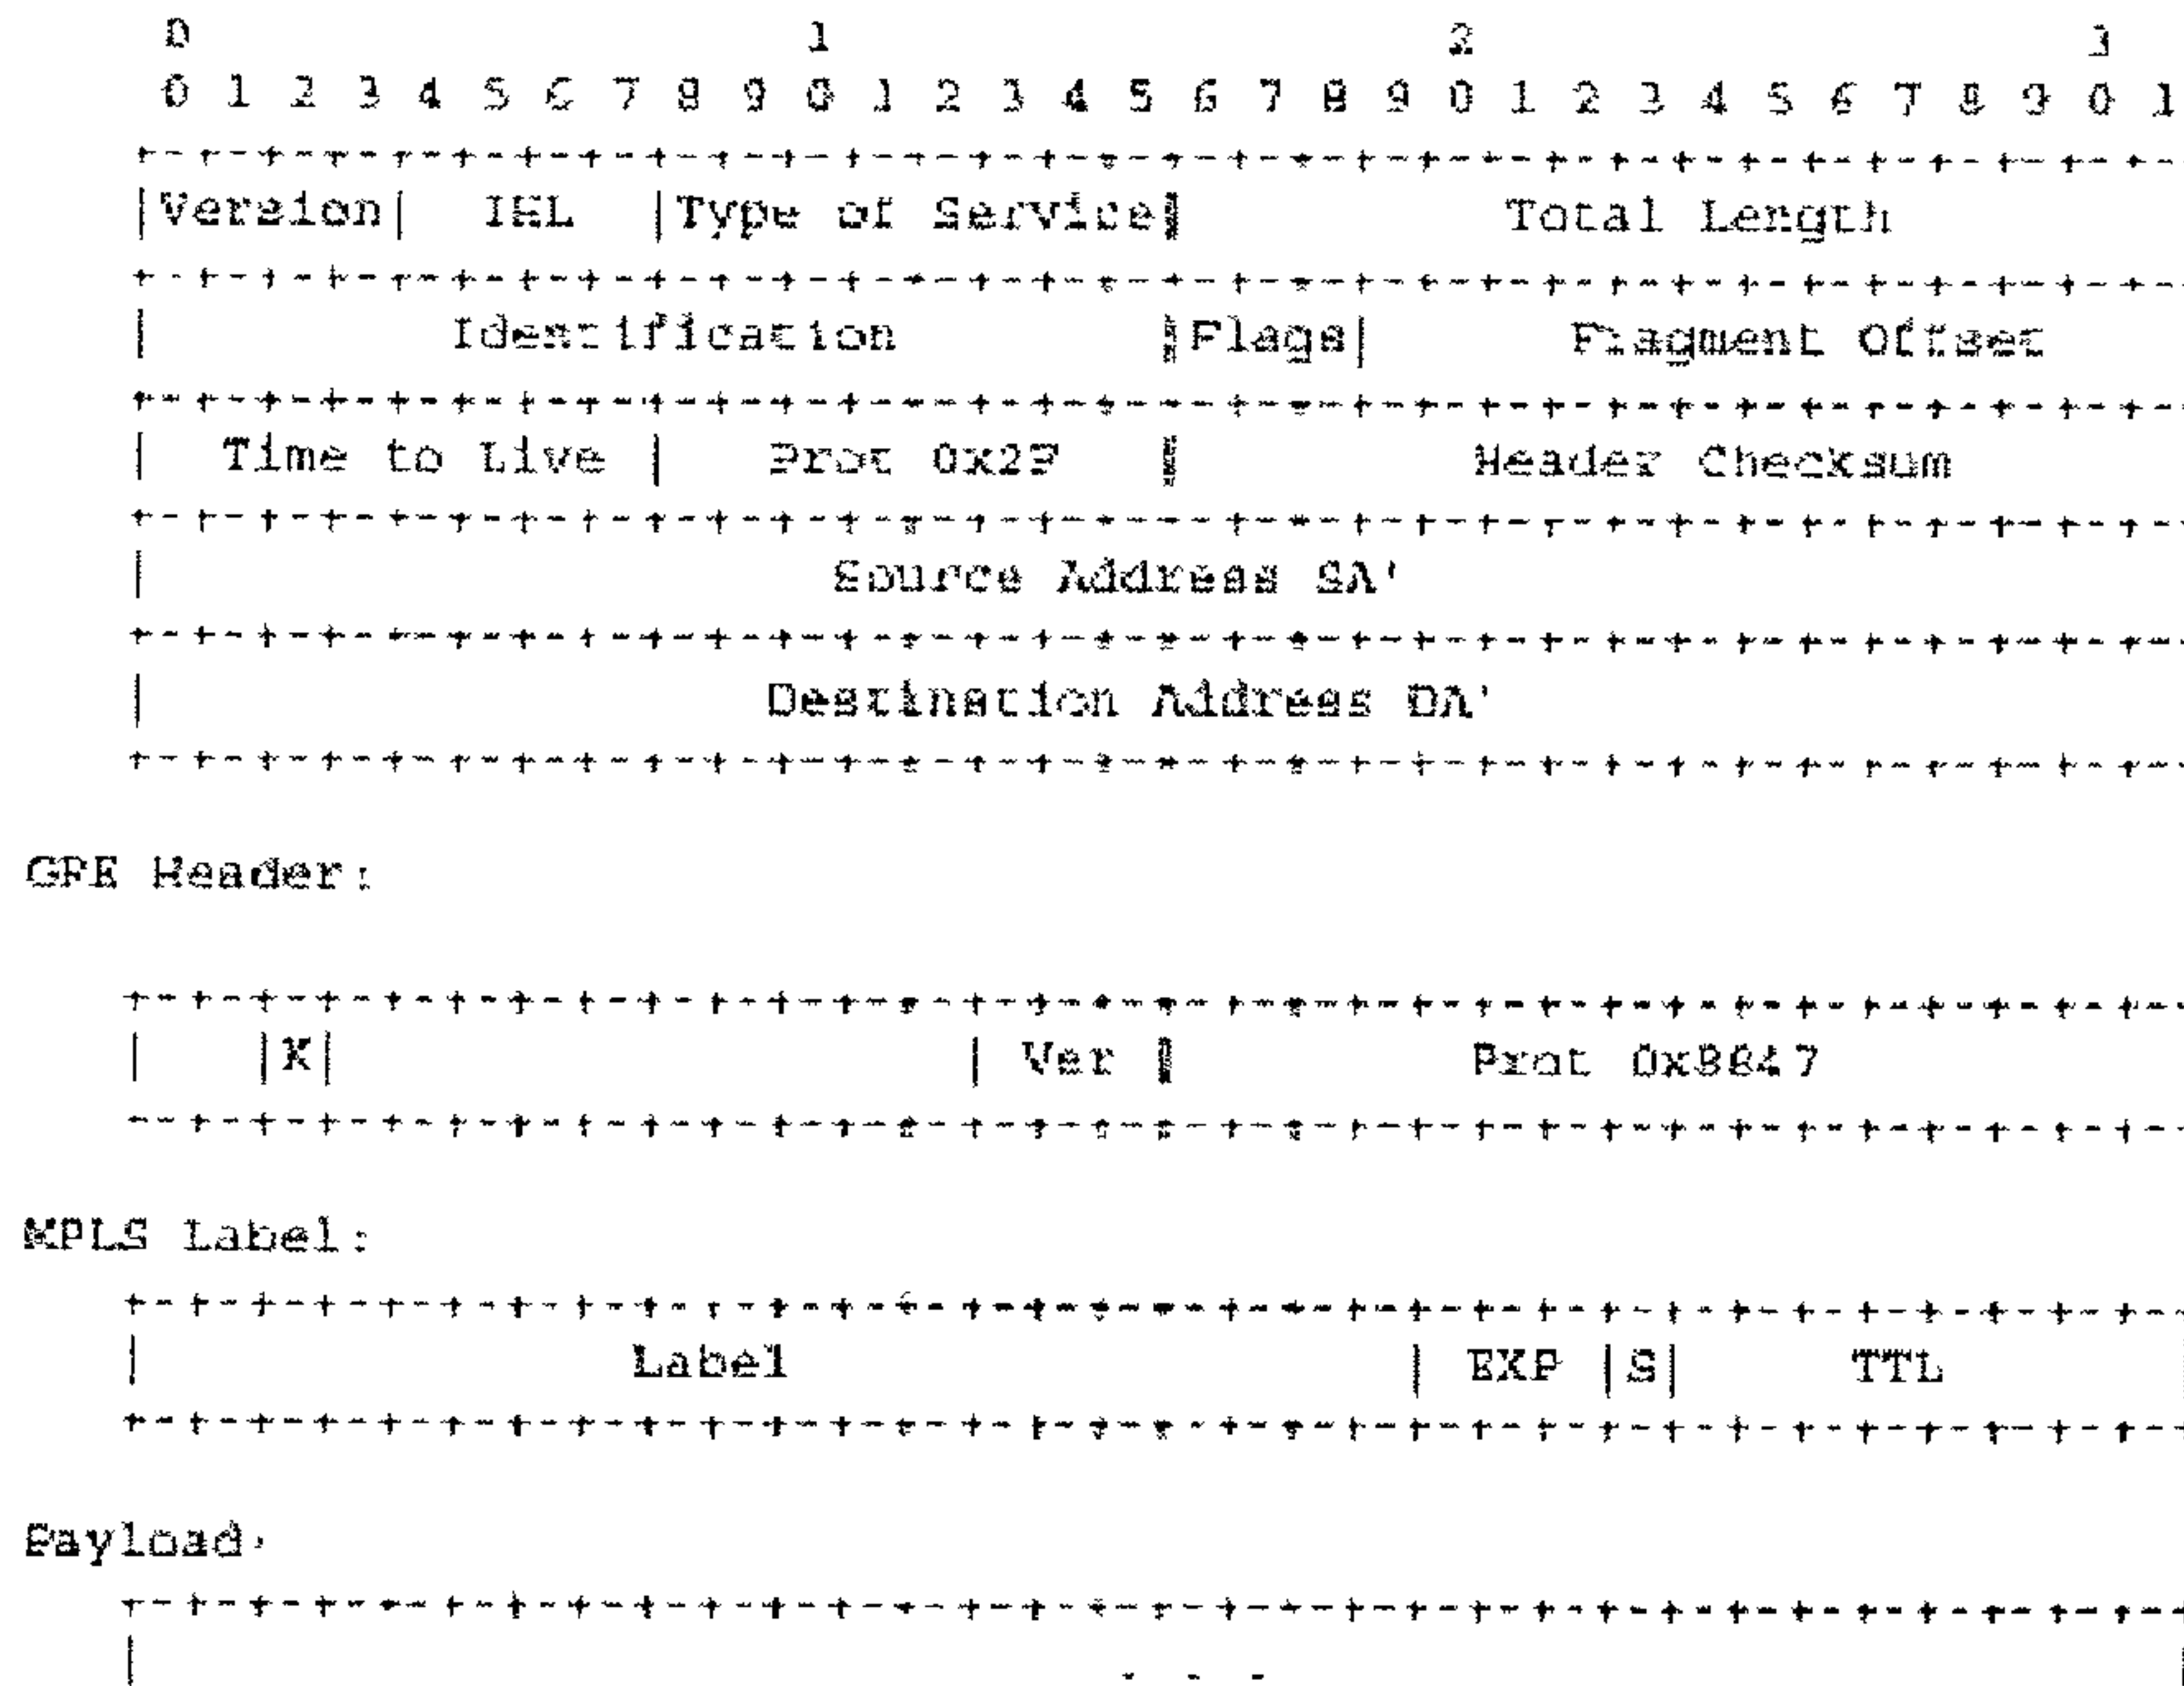 0 1 2 3
0 1 2 3 4 5 6 7 8 9 0 1 2 3 4 5 6 7 8 9 0 1 2 3 4 5 6 7 8 9 0 1
+-+-+-+-+-+-+-+-+-+-+-+-+-+-+-+-+-+-+-+-+-+-+-+-+-+-+-+-+-+-+-+-
|Version| IHL |Type of Service| Total Length
+-+-+-+-+-+-+-+-+-+-+-+-+-+-+-+-+-+-+-+-+-+-+-+-+-+-+-+-+-+-+-+-
| Identification |Flags| Fragment Offset
+-+-+-+-+-+-+-+-+-+-+-+-+-+-+-+-+-+-+-+-+-+-+-+-+-+-+-+-+-+-+-+-
| Time to Live | Prot 0x2F | Header Checksum
+-+-+-+-+-+-+-+-+-+-+-+-+-+-+-+-+-+-+-+-+-+-+-+-+-+-+-+-+-+-+-+-
| Source Address SA'
+-+-+-+-+-+-+-+-+-+-+-+-+-+-+-+-+-+-+-+-+-+-+-+-+-+-+-+-+-+-+-+-
| Destination Address DA'
+-+-+-+-+-+-+-+-+-+-+-+-+-+-+-+-+-+-+-+-+-+-+-+-+-+-+-+-+-+-+-+-
GRE Header:
+-+-+-+-+-+-+-+-+-+-+-+-+-+-+-+-+-+-+-+-+-+-+-+-+-+-+-+-+-+-+-+-
| |K| | Ver | Prot 0x8847
+-+-+-+-+-+-+-+-+-+-+-+-+-+-+-+-+-+-+-+-+-+-+-+-+-+-+-+-+-+-+-+-
MPLS Label:
+-+-+-+-+-+-+-+-+-+-+-+-+-+-+-+-+-+-+-+-+-+-+-+-+-+-+-+-+-+-+-+-
| Label | EXP |S| TTL |
+-+-+-+-+-+-+-+-+-+-+-+-+-+-+-+-+-+-+-+-+-+-+-+-+-+-+-+-+-+-+-+-
Payload:
+-+-+-+-+-+-+-+-+-+-+-+-+-+-+-+-+-+-+-+-+-+-+-+-+-+-+-+-+-+-+-+-
| ... |